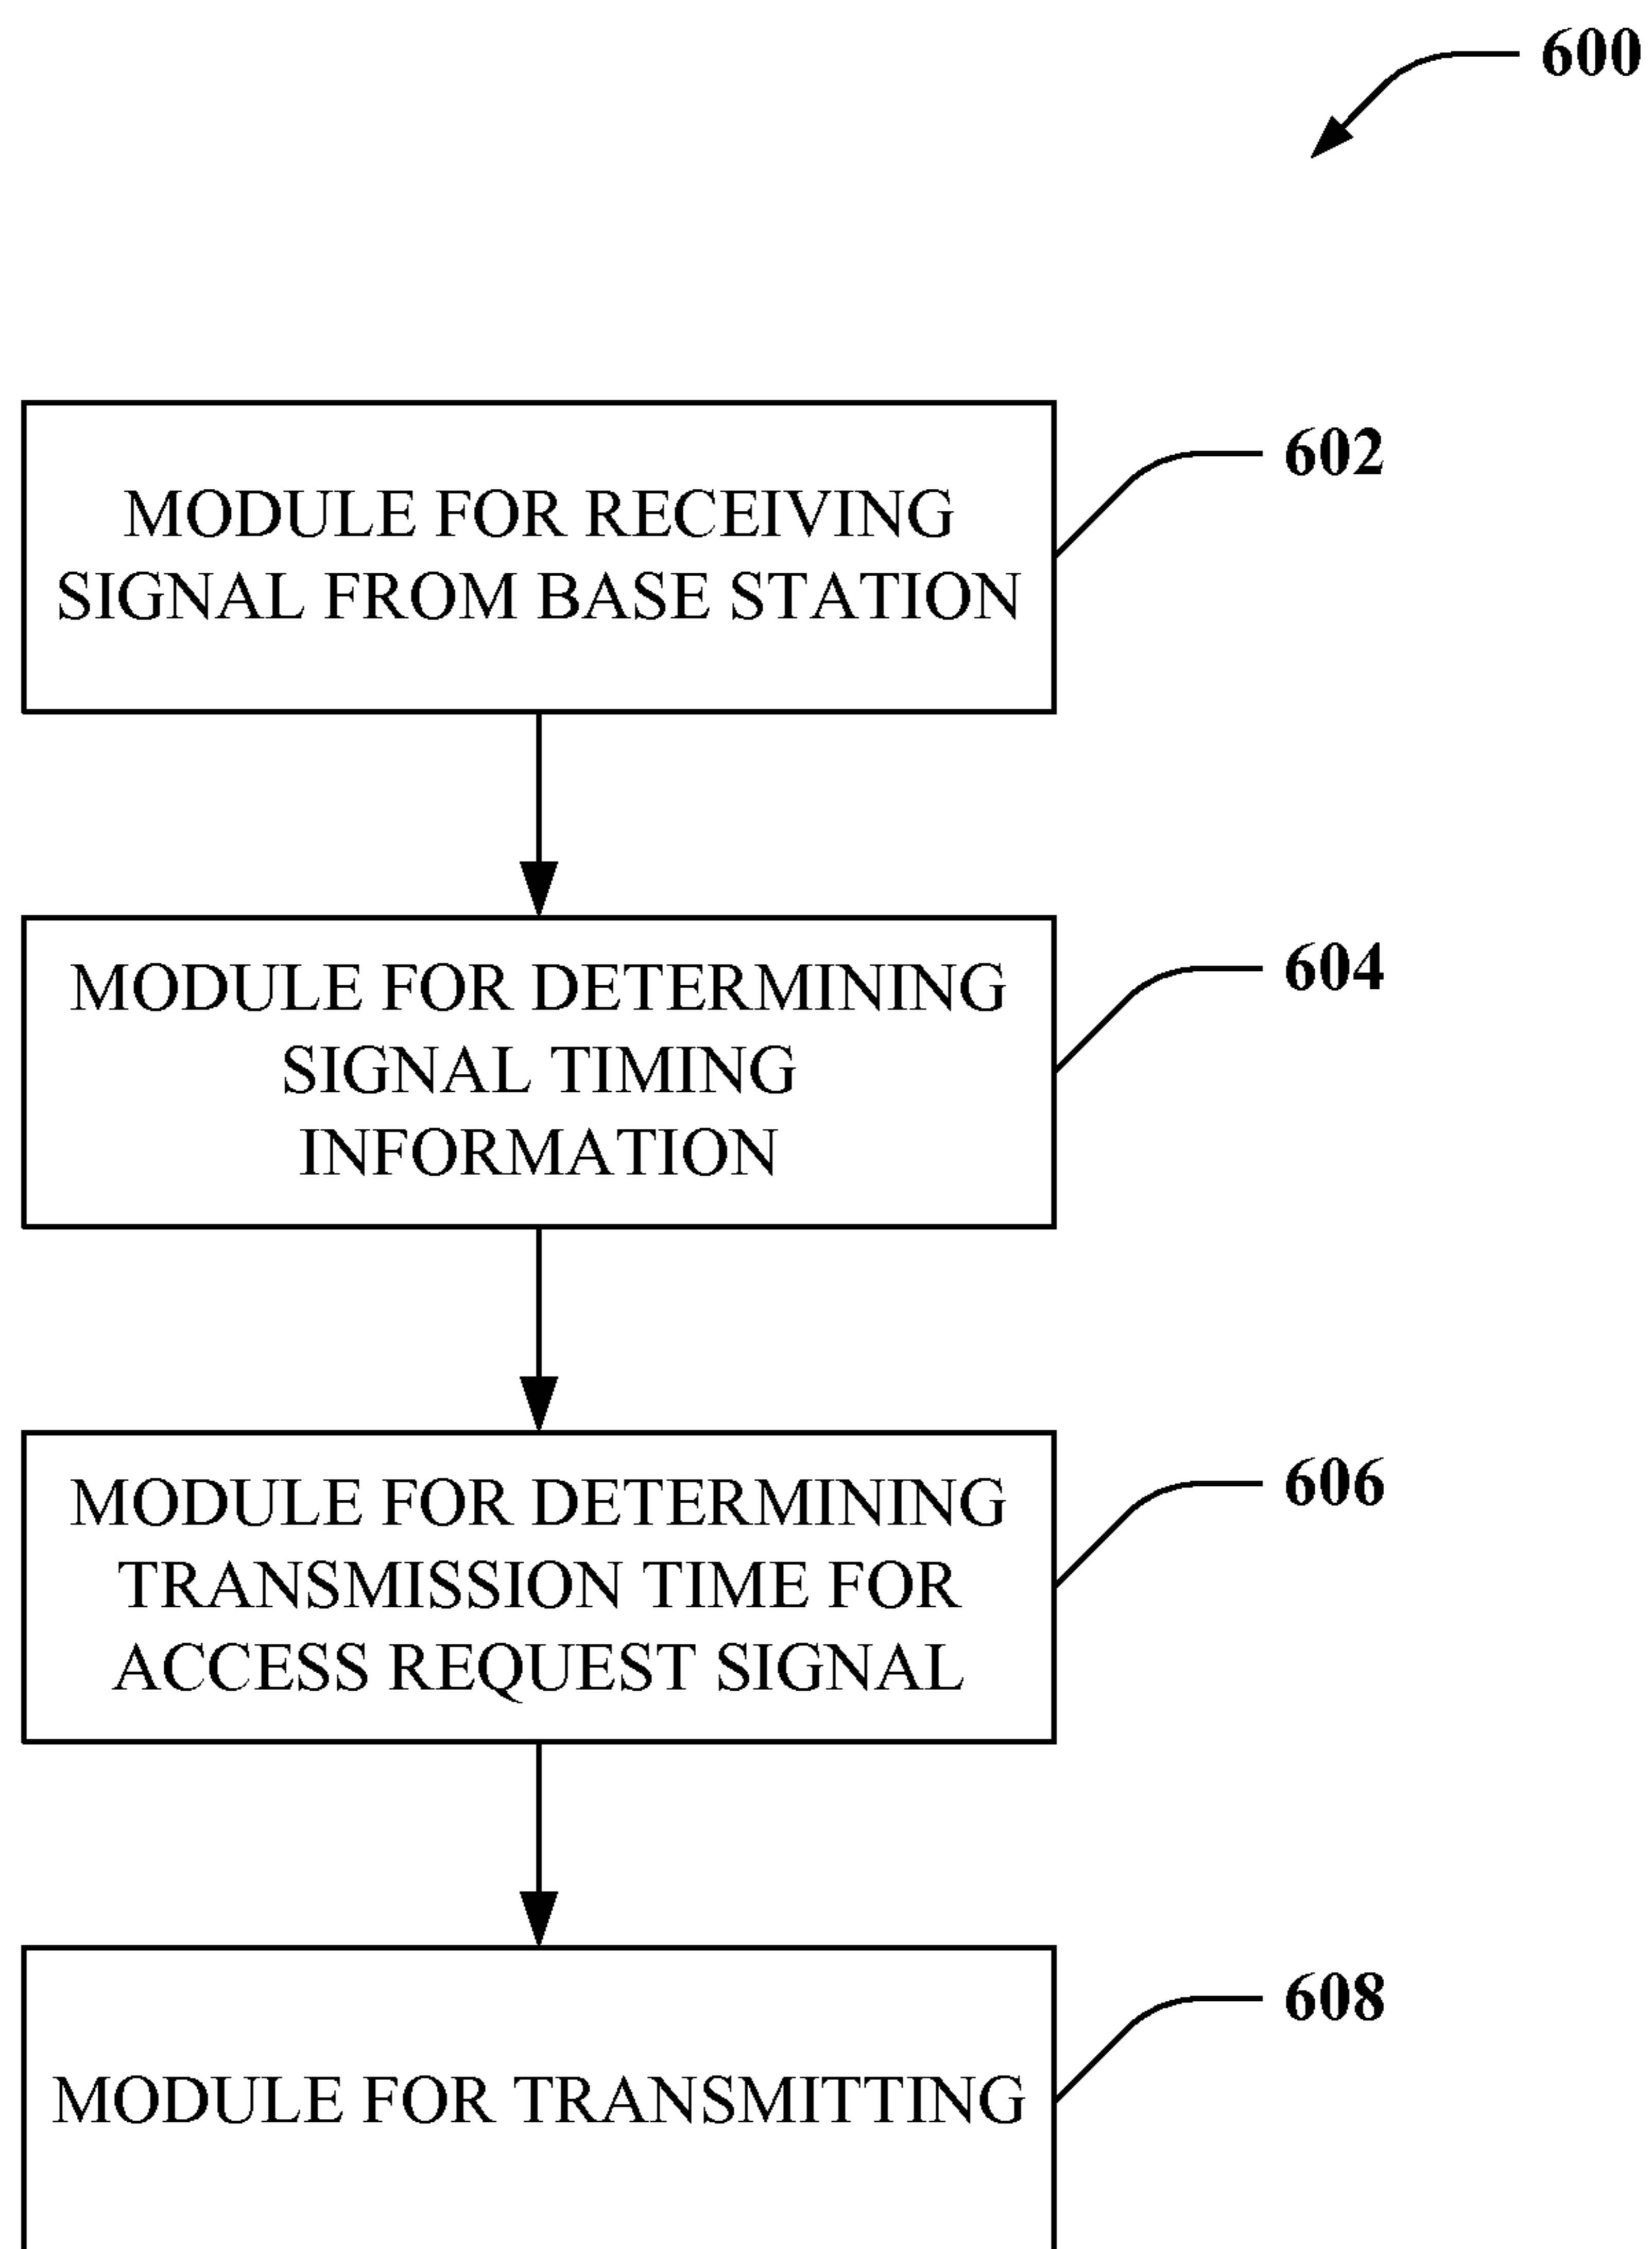 600
MODULE FOR RECEIVING
SIGNAL FROM BASE STATION
602
MODULE FOR DETERMINING
SIGNAL TIMING
INFORMATION
604
MODULE FOR DETERMINING
TRANSMISSION TIME FOR
ACCESS REQUEST SIGNAL
606
MODULE FOR TRANSMITTING
608